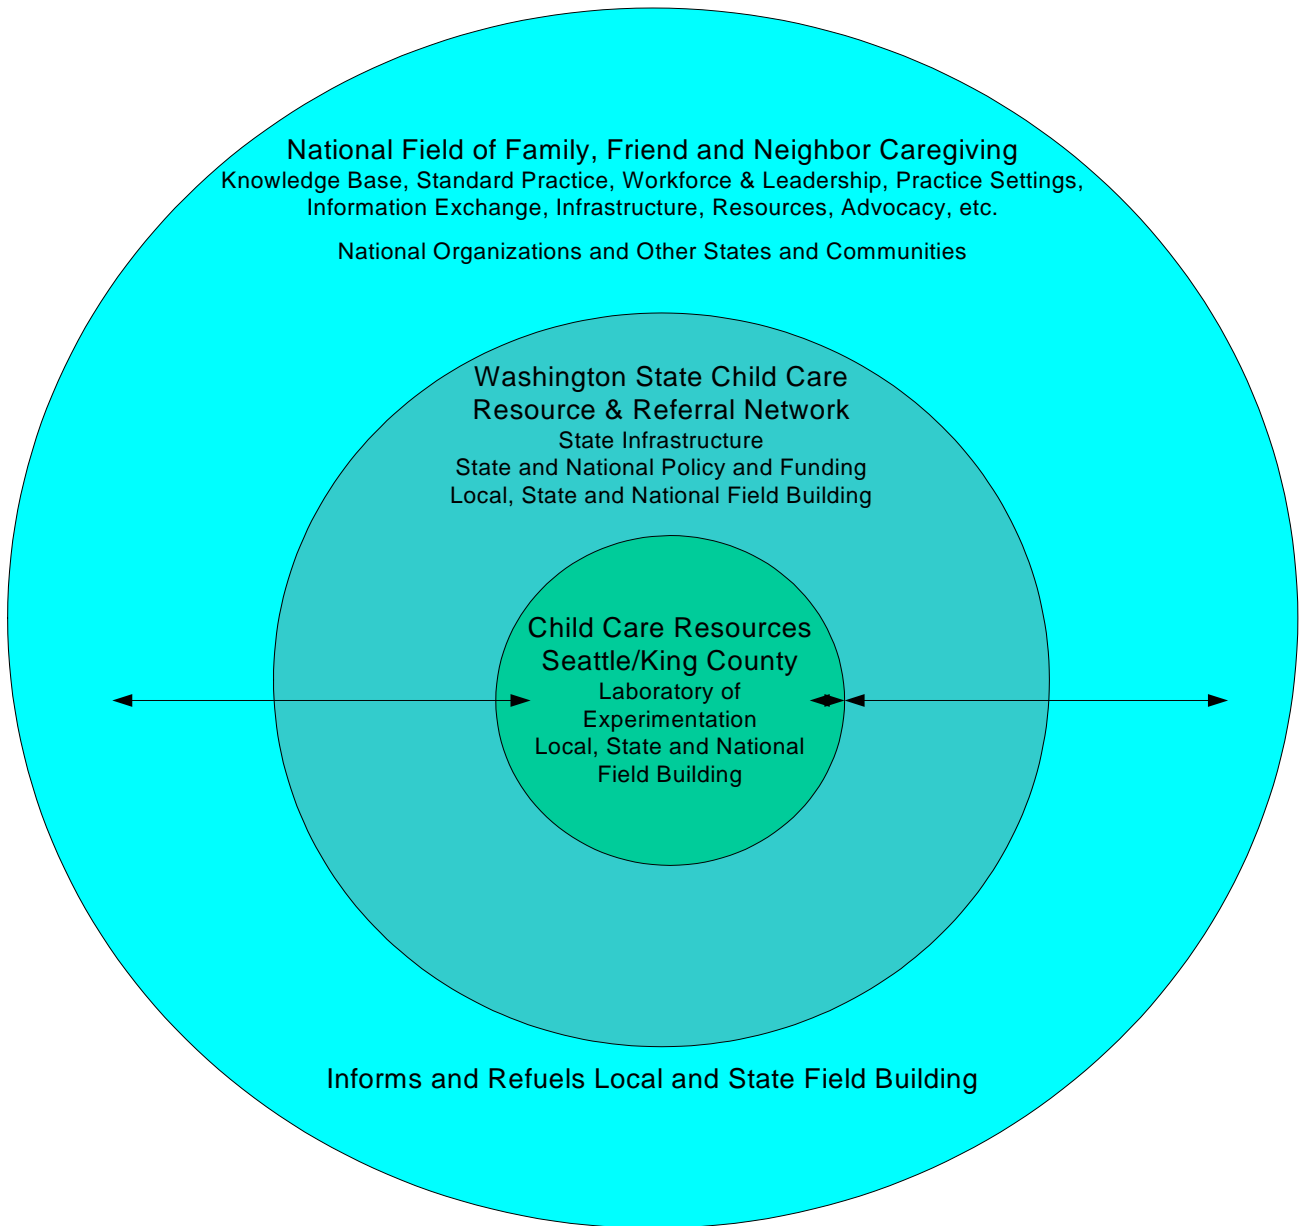 National Field of Family, Friend and Neighbor Caregiving
Knowledge Base, Standard Practice, Workforce & Leadership, Practice Settings,
Information Exchange, Infrastructure, Resources, Advocacy, etc.
National Organizations and Other States and Communities
Washington State Child Care
Resource & Referral Network
State Infrastructure
State and National Policy and Funding
Local, State and National Field Building
Child Care Resources
Seattle/King County
Laboratory of
Experimentation
Local, State and National
Field Building
Informs and Refuels Local and State Field Building